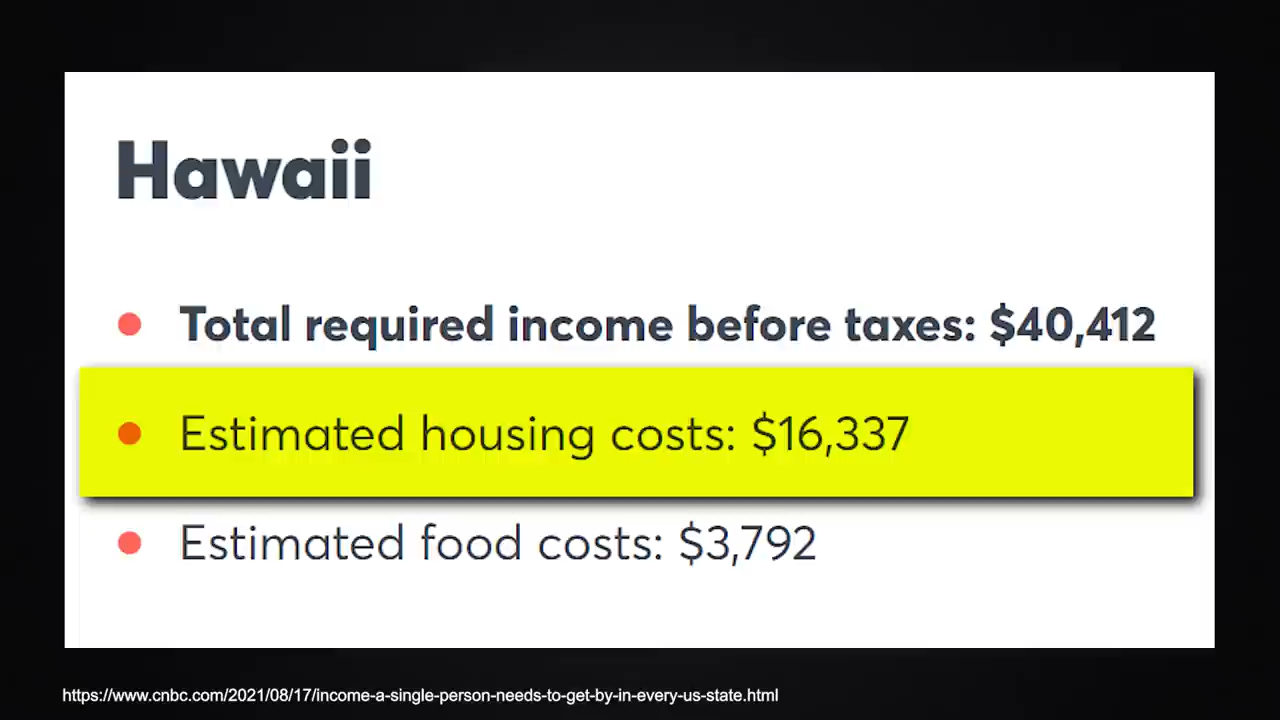 Hawaii
Total required income before taxes: $40,412
Estimated housing costs: $16,337
Estimated food costs: $3,792
https://www.cnbc.com/2021/08/17/income-a-single-person-needs-to-get-by-in-every-us-state.html